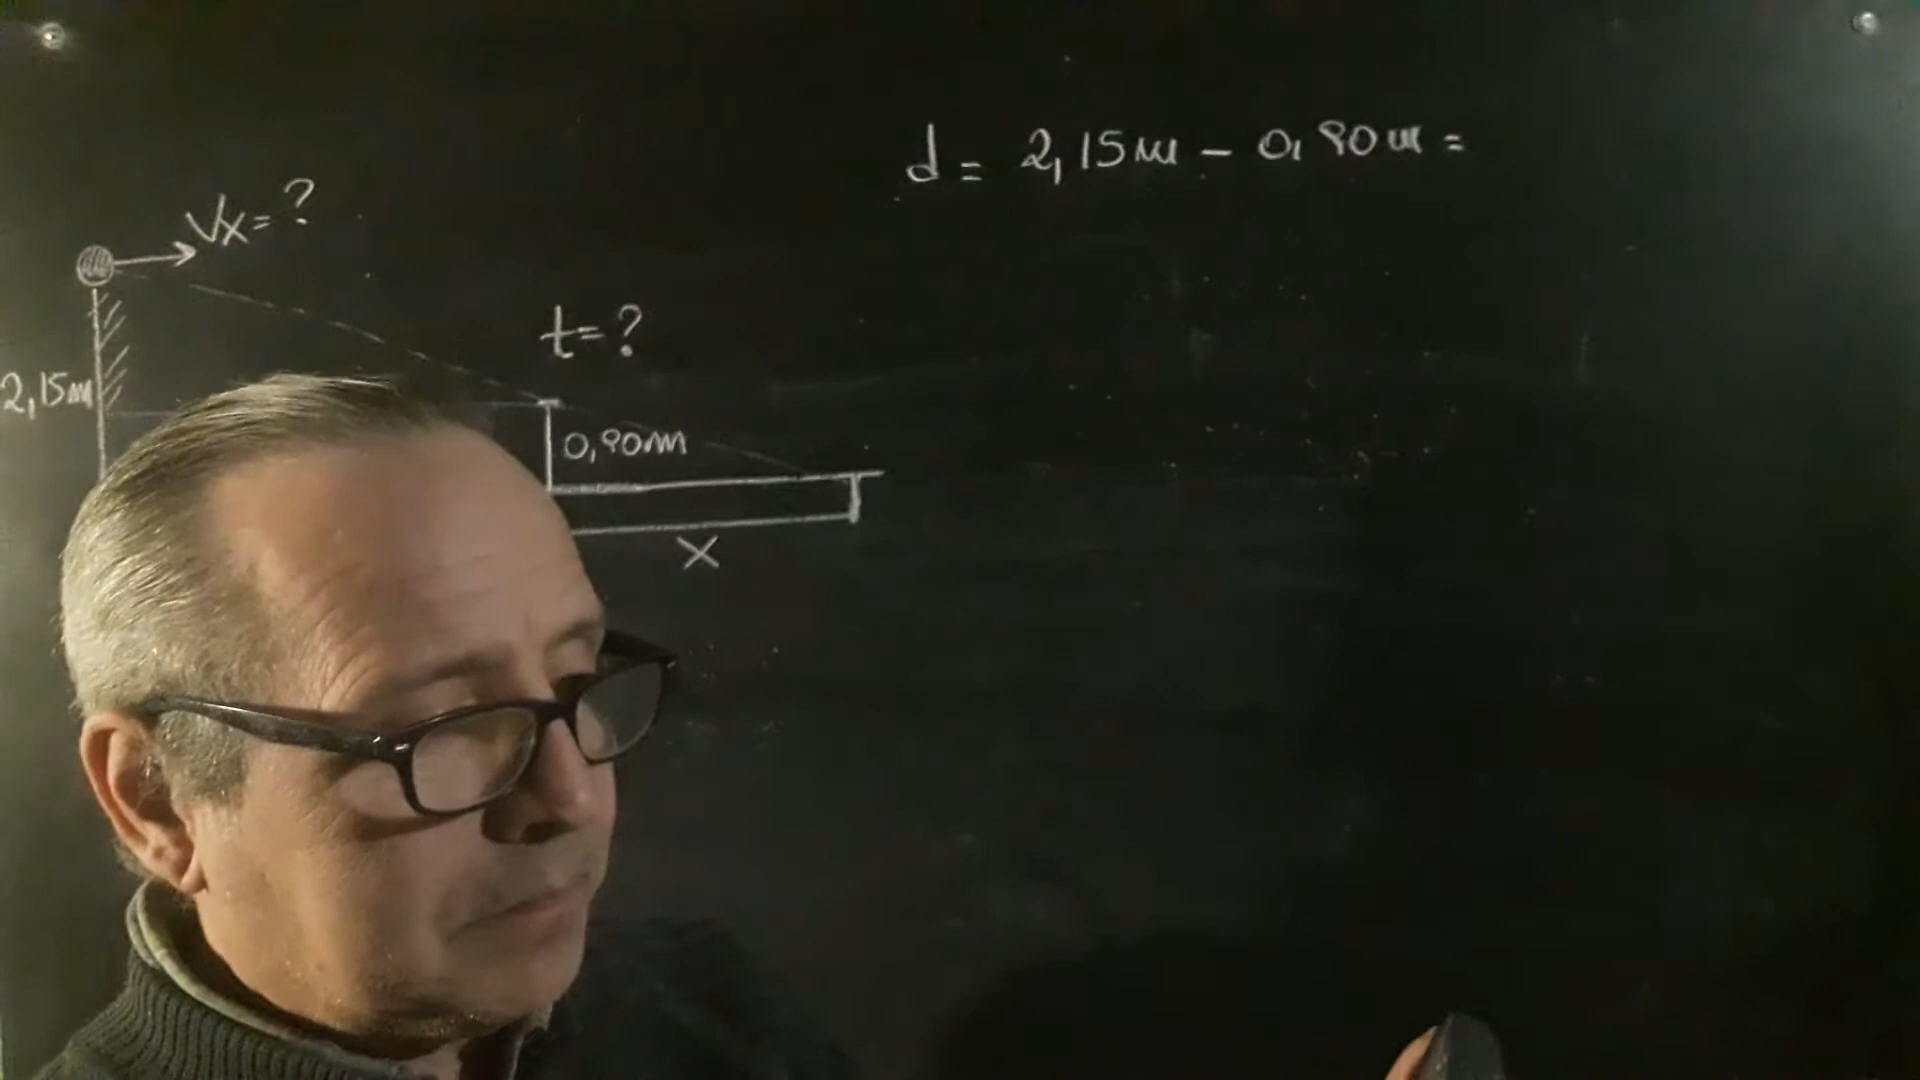 d = 2,15m - 0,90m =
Vx = ?
t = ?
2,15m
0,90m
X